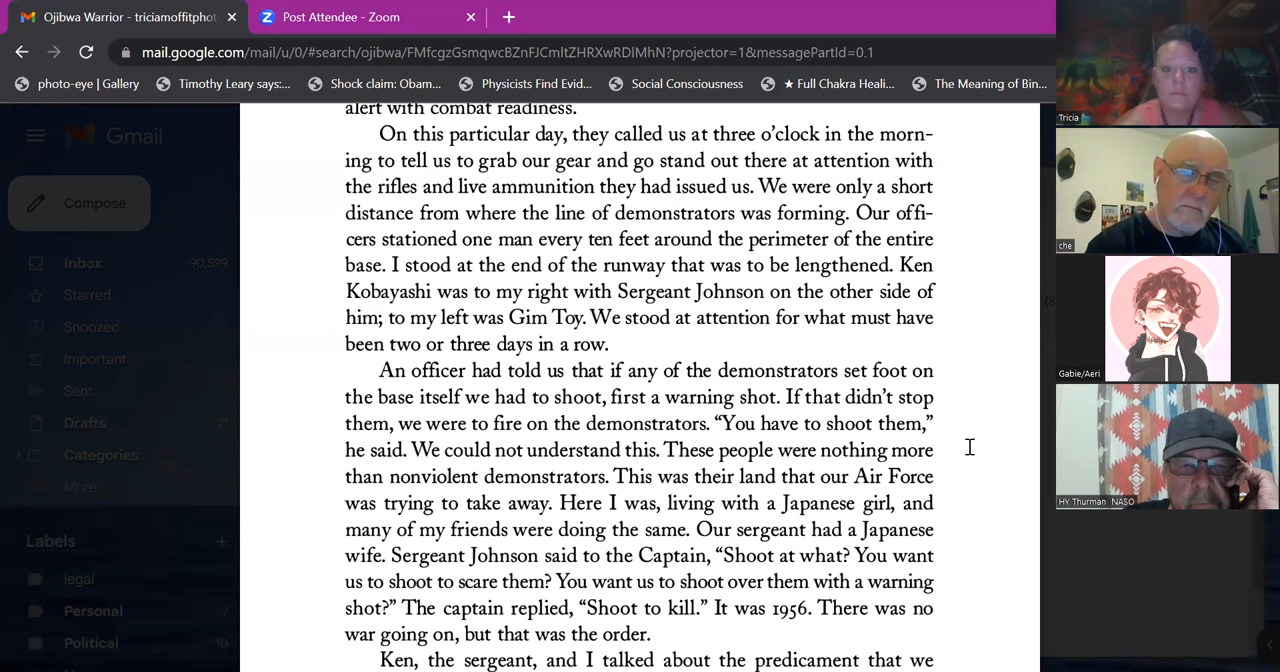 Ojibwa Warrior - triciamoffitphot
Post Attendee - Zoom
mail.google.com/mail/u/0/#search/ojibwa/FMfcgzGsmqwcBZnFJCmltZHRXwRDlMhN?projector=1&messagePartId=0.1
photo-eye | Gallery
Timothy Leary says:...
Shock claim: Obam...
Physicists Find Evid...
Social Consciousness
★ Full Chakra Heali...
The Meaning of Bin...
Gmail
Compose
Inbox 90,599
Starred
Snoozed
Important
Sent
Drafts 21
Categories
More
Labels
legal
Personal 2
Political 10
alert with combat readiness.
On this particular day, they called us at three o’clock in the morn-
ing to tell us to grab our gear and go stand out there at attention with
the rifles and live ammunition they had issued us. We were only a short
distance from where the line of demonstrators was forming. Our offi-
cers stationed one man every ten feet around the perimeter of the entire
base. I stood at the end of the runway that was to be lengthened. Ken
Kobayashi was to my right with Sergeant Johnson on the other side of
him; to my left was Gim Toy. We stood at attention for what must have
been two or three days in a row.
An officer had told us that if any of the demonstrators set foot on
the base itself we had to shoot, first a warning shot. If that didn’t stop
them, we were to fire on the demonstrators. “You have to shoot them,”
he said. We could not understand this. These people were nothing more
than nonviolent demonstrators. This was their land that our Air Force
was trying to take away. Here I was, living with a Japanese girl, and
many of my friends were doing the same. Our sergeant had a Japanese
wife. Sergeant Johnson said to the Captain, “Shoot at what? You want
us to shoot to scare them? You want us to shoot over them with a warning
shot?” The captain replied, “Shoot to kill.” It was 1956. There was no
war going on, but that was the order.
Ken, the sergeant, and I talked about the predicament that we
Tricia
che
Gabie/Aeri
HY Thurman NASO